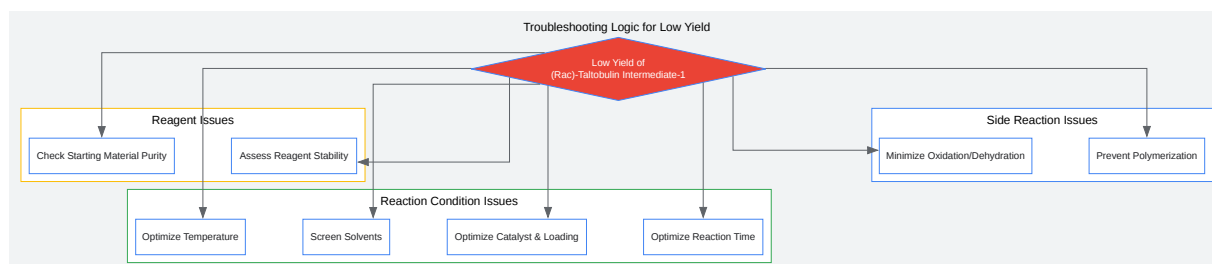 Troubleshooting Logic for Low Yield
Low Yield of
(Rac)-Taltobulin Intermediate-1
Reagent Issues
Check Starting Material Purity
Assess Reagent Stability
Side Reaction Issues
Minimize Oxidation/Dehydration
Prevent Polymerization
Reaction Condition Issues
Optimize Temperature
Screen Solvents
Optimize Catalyst & Loading
Optimize Reaction Time